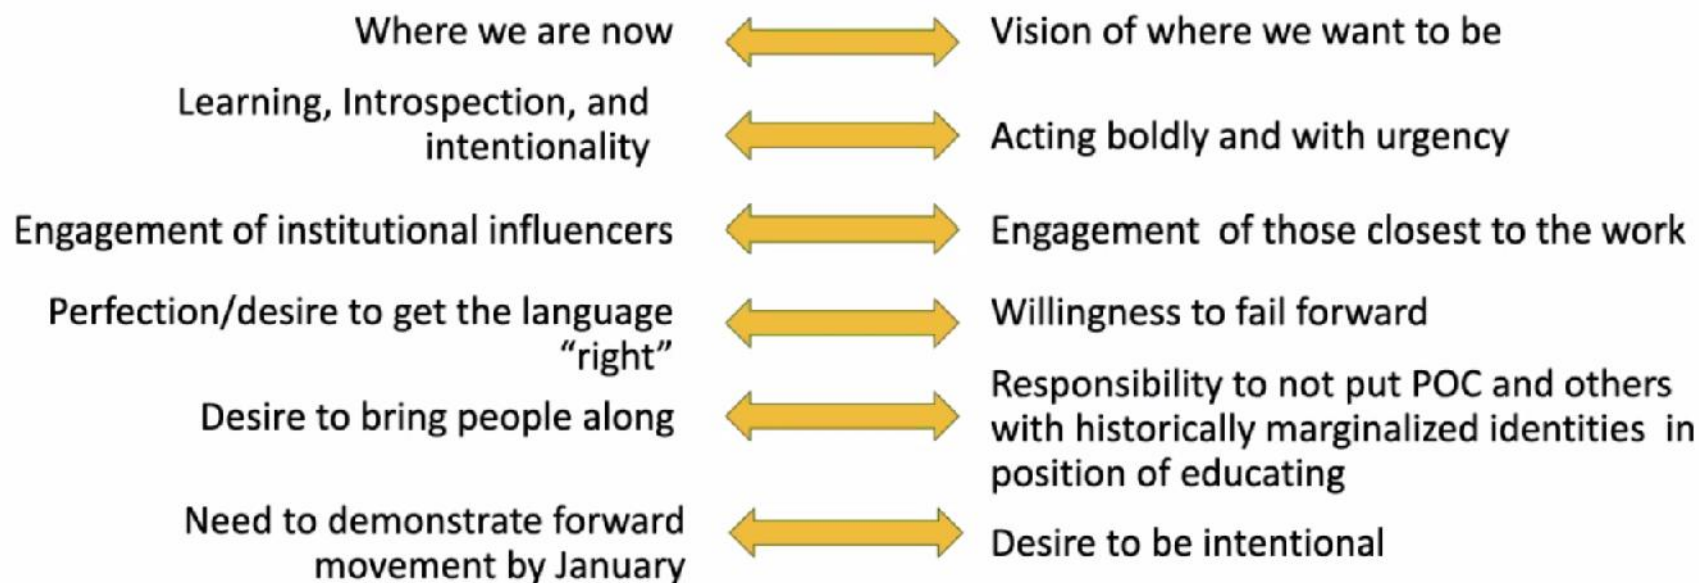 Where we are now
Vision of where we want to be
Learning, Introspection, and
intentionality
Acting boldly and with urgency
Engagement of institutional influencers
Engagement of those closest to the work
Perfection/desire to get the language
“right”
Willingness to fail forward
Desire to bring people along
Responsibility to not put POC and others
with historically marginalized identities in
position of educating
Need to demonstrate forward
movement by January
Desire to be intentional